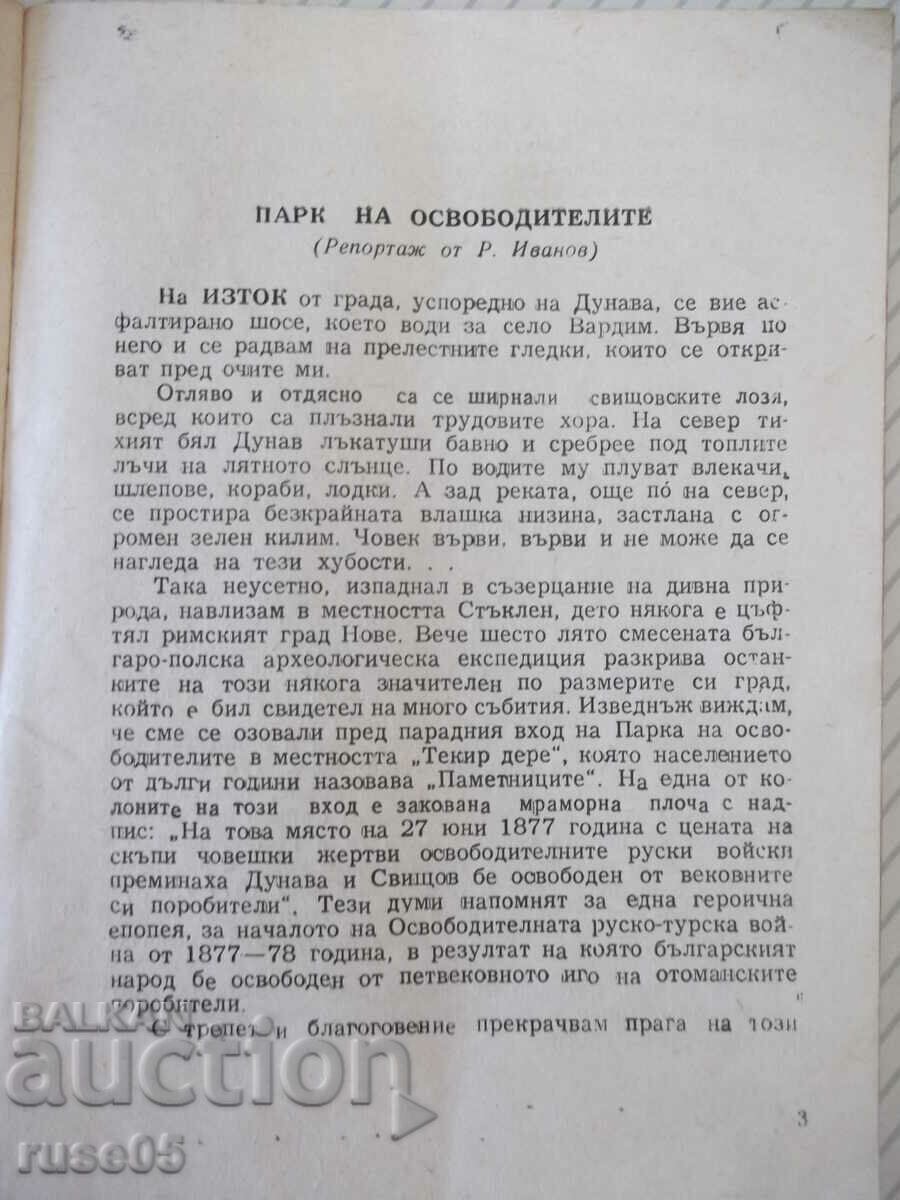 ПАРК НА ОСВОБОДИТЕЛИТЕ
(Репортаж от Р. Иванов)
На ИЗТОК от града, успоредно на Дунава, се вие ас-
фалтирано шосе, което води за село Вардим. Вървя по
него и се радвам на прелестните гледки, които се откри-
ват пред очите ми.
Отляво и отдясно са се ширнали свищовските лозя,
всред които са плъзнали трудовите хора. На север ти-
хият бял Дунав лъкатуши бавно и сребрее под топлите
лъчи на лятното слънце. По водите му плуват влекачи,
шлепове, кораби, лодки. А зад реката, още по́ на север,
се простира безкрайната влашка низина, застлана с ог-
ромен зелен килим. Човек върви, върви и не може да се
нагледа на тези хубости. . .
Така неусетно, изпаднал в съзерцание на дивна при-
рода, навлизам в местността Стъклен, дето някога е цъф-
тял римският град Нове. Вече шесто лято смесената бъл-
гаро-полска археологическа експедиция разкрива остан-
ките на този някога значителен по размерите си град,
който е бил свидетел на много събития. Изведнъж виждам,
че сме се озовали пред парадния вход на Парка на осво-
бодителите в местността „Текир дере“, която населението
от дълги години назовава „Паметниците“. На една от ко-
лоните на този вход е закована мраморна плоча с над-
пис: „На това място на 27 юни 1877 година с цената на
скъпи човешки жертви освободителните руски войски
преминаха Дунава и Свищов бе освободен от вековните
си поробители“. Тези думи напомнят за една героична
епопея, за началото на Освободителната руско-турска вой-
на от 1877—78 година, в резултат на която българският
народ бе освободен от петвековното иго на отоманските
поробители.
С трепет и благоговение прекрачвам прага на този
3
BALKAN
auction
ruse05